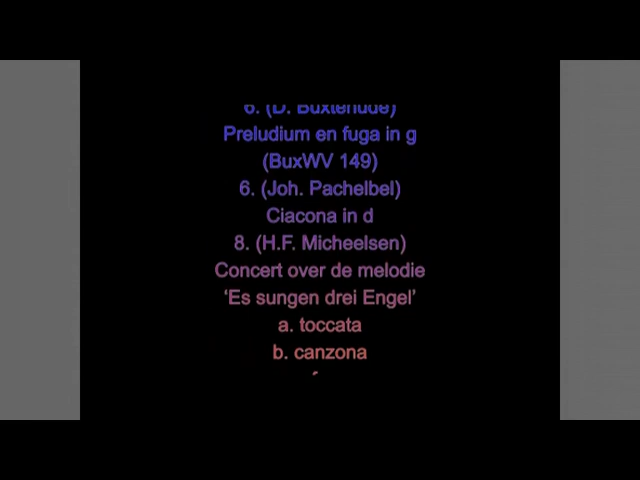 6. (D. Buxtehude)
Preludium en fuga in g
(BuxWV 149)
6. (Joh. Pachelbel)
Ciacona in d
8. (H.F. Micheelsen)
Concert over de melodie
‘Es sungen drei Engel’
a. toccata
b. canzona